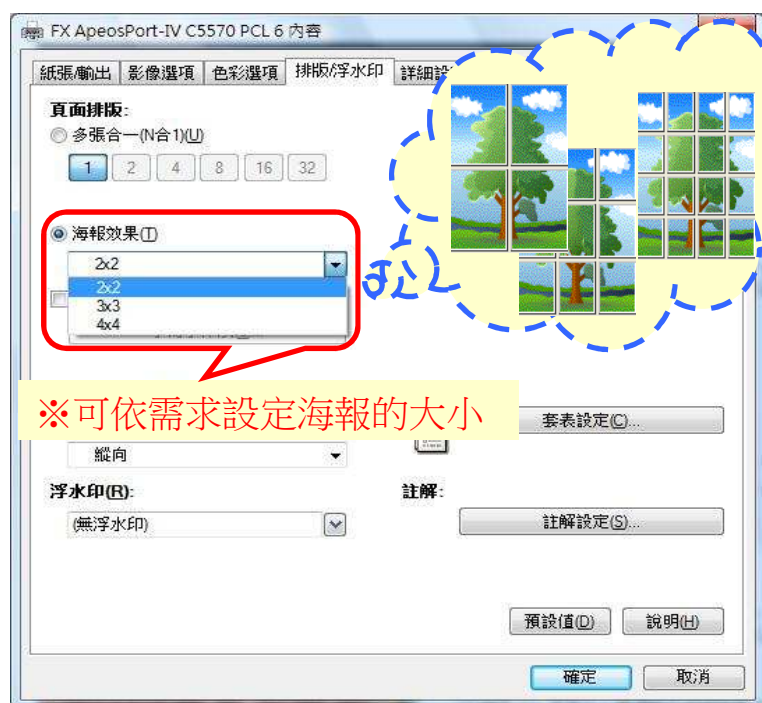 FX ApeosPort-IV C5570 PCL 6 內容
紙張/輸出 影像選項 色彩選項 排版/浮水印 詳細設
頁面排版:
多張合一(N合1)(U)
1 2 4 8 16 32
海報效果(T)
2x2
2x2
3x3
4x4
※可依需求設定海報的大小
套表設定(C)...
縱向
浮水印(R):
註解:
(無浮水印)
註解設定(S)...
預設值(D) 說明(H)
確定 取消